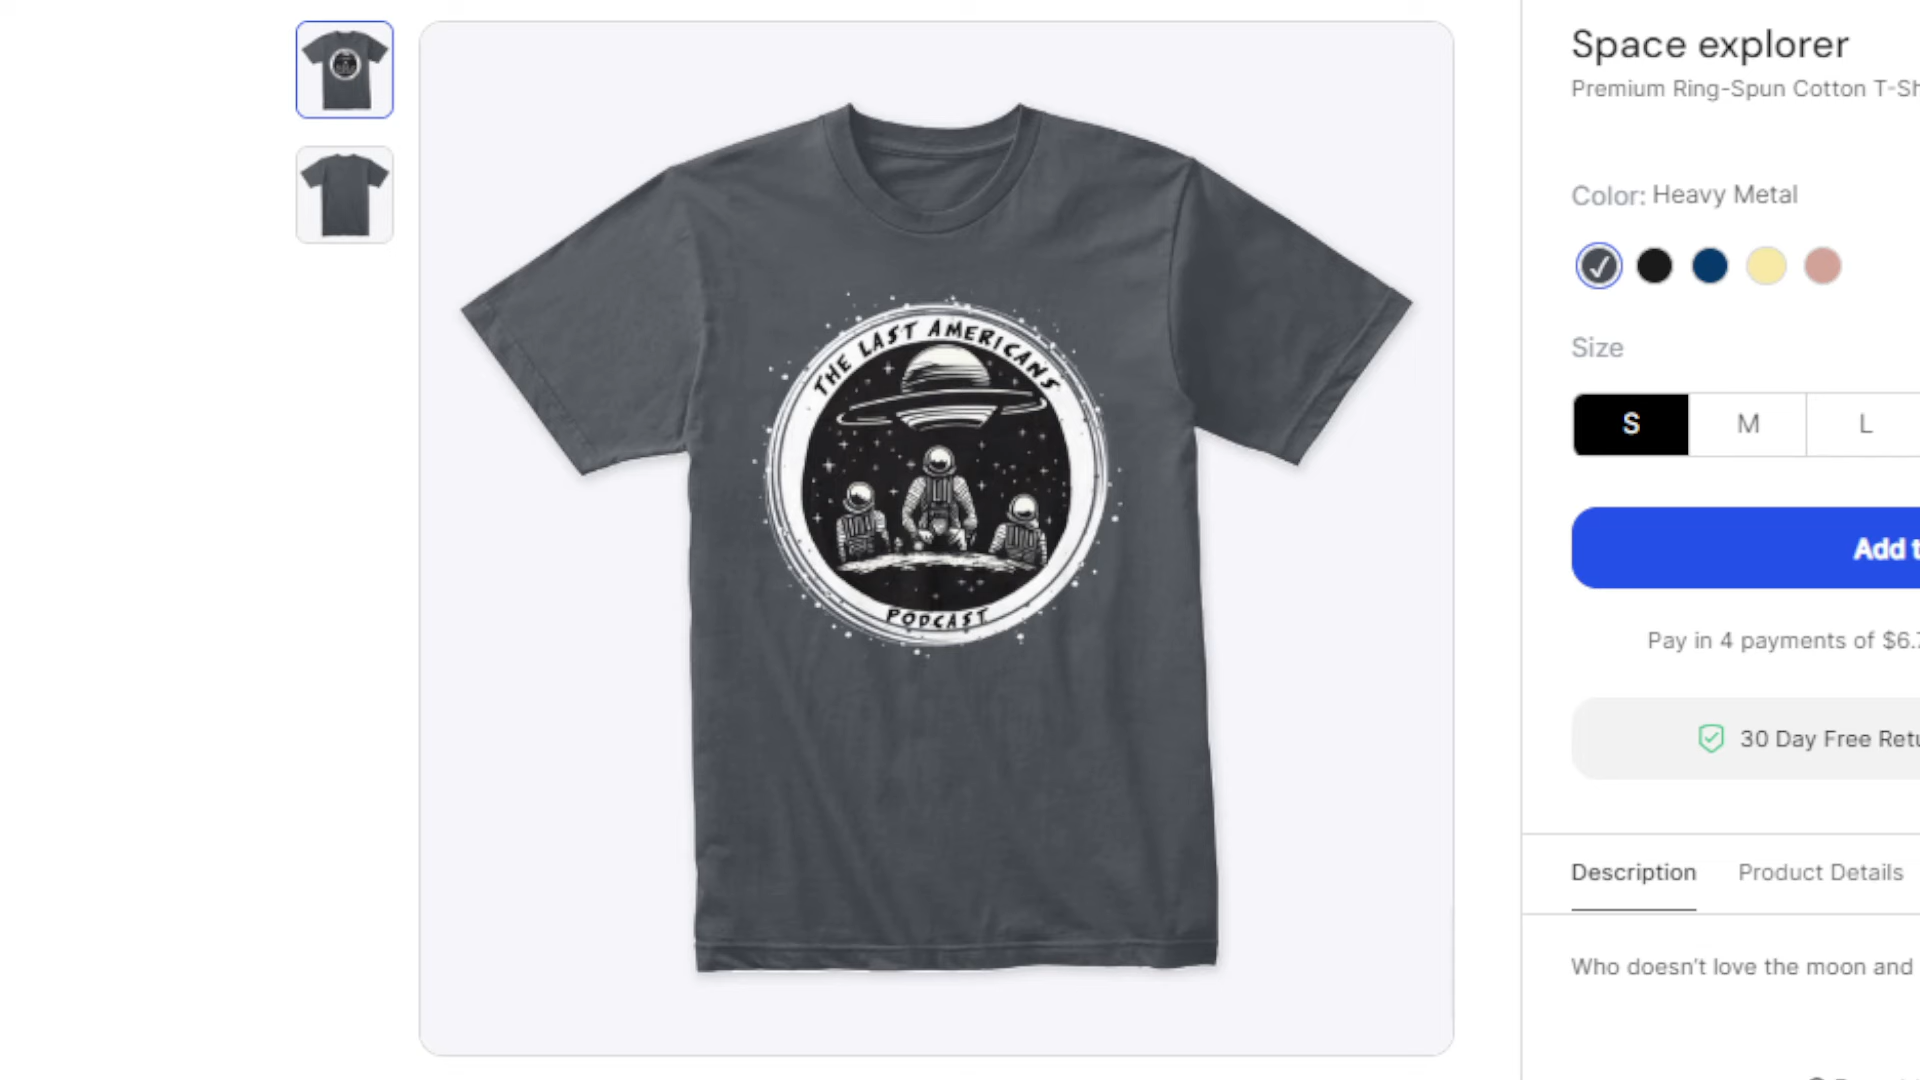 THE LAST AMERICANS
PODCAST
Space explorer
Premium Ring-Spun Cotton T-Sh
Color: Heavy Metal
Size
S M L
Add t
Pay in 4 payments of $6.
30 Day Free Retu
Description Product Details
Who doesn't love the moon and